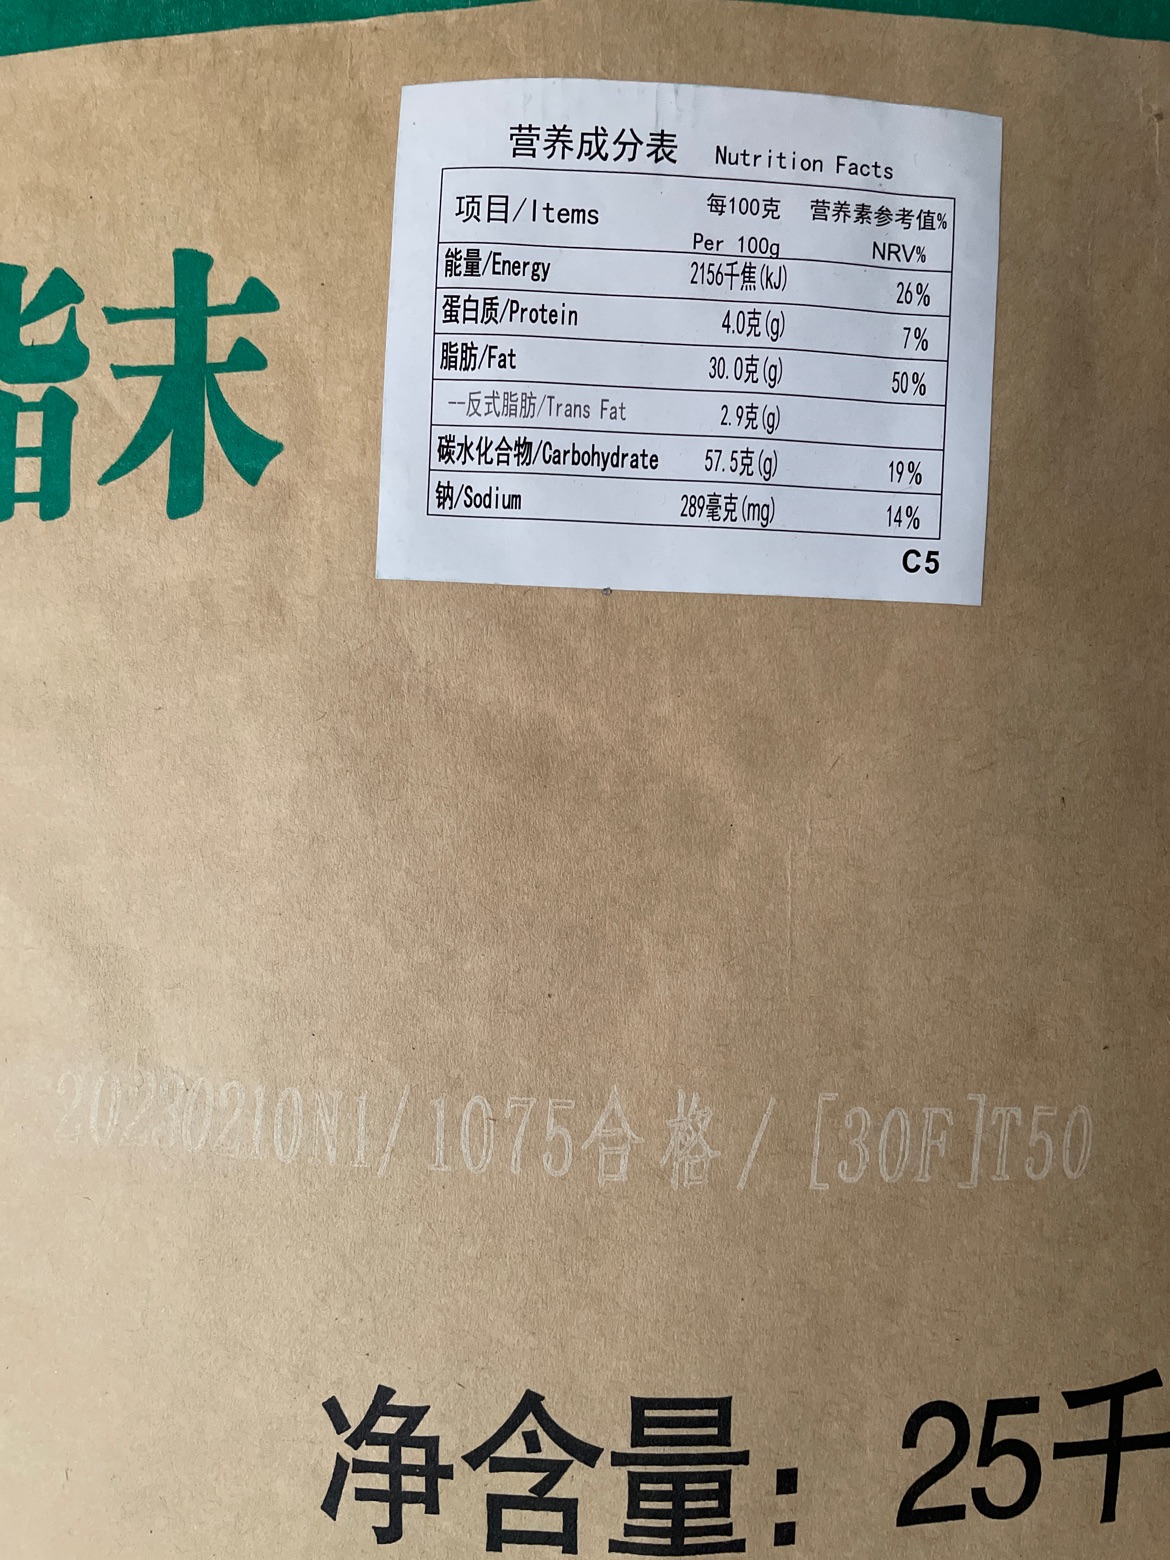 营养成分表 Nutrition Facts
项目/Items 每100克 Per 100g 营养素参考值% NRV%
能量/Energy 2156千焦(kJ) 26%
蛋白质/Protein 4.0克(g) 7%
脂肪/Fat 30.0克(g) 50%
--反式脂肪/Trans Fat 2.9克(g)
碳水化合物/Carbohydrate 57.5克(g) 19%
钠/Sodium 289毫克(mg) 14%
C5
脂末
20230210N1/1075合格/[30F]T50
净含量：25千